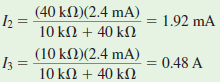 I₂ = (40 kΩ)(2.4 mA) / 10 kΩ + 40 kΩ = 1.92 mA
I₃ = (10 kΩ)(2.4 mA) / 10 kΩ + 40 kΩ = 0.48 A